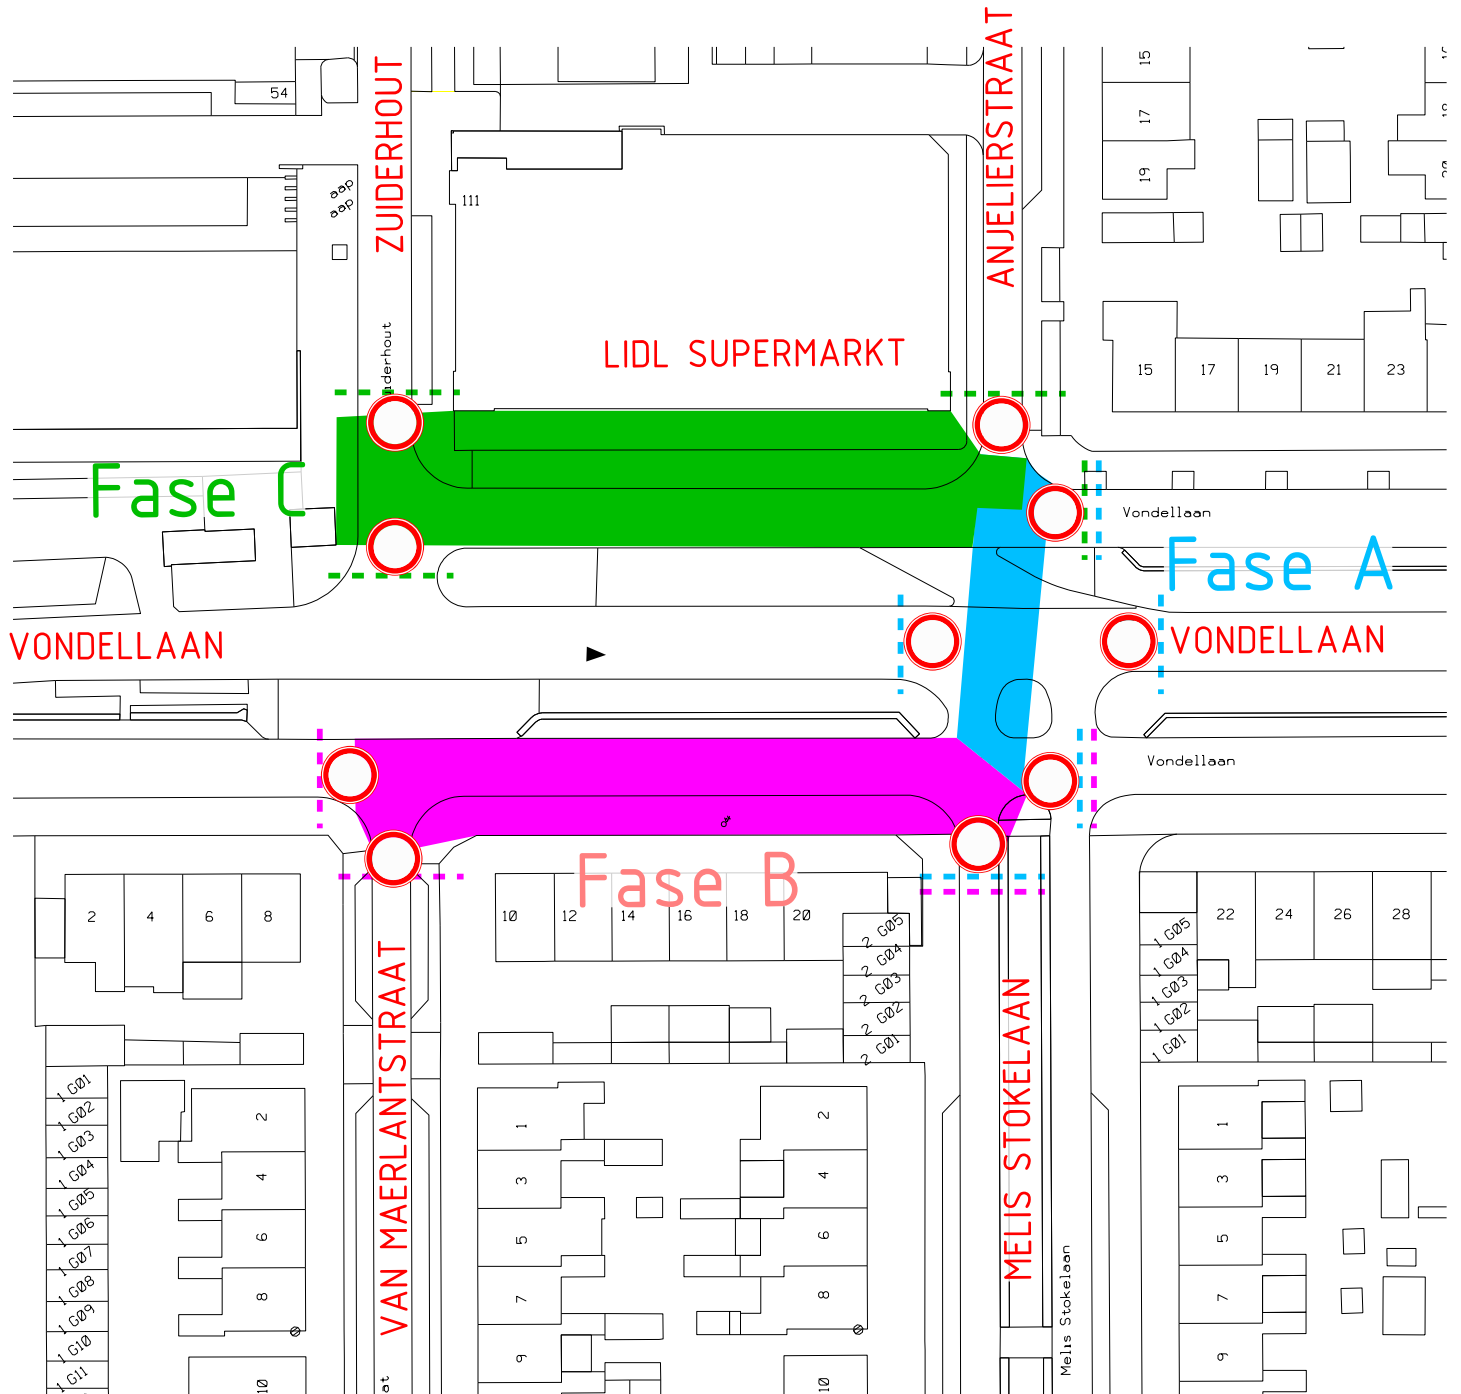 ZUIDERHOUT
ANJELIERSTRAAT
54
aap
aap
111
15
17
19
LIDL SUPERMARKT
15
17
19
21
23
Fase C
Vondellaan
Fase A
VONDELLAAN
VONDELLAAN
Vondellaan
Fase B
2
4
6
8
10
12
14
16
18
20
2 G05
2 G04
2 G03
2 G02
2 G01
22
24
26
28
1 G05
1 G04
1 G03
1 G02
1 G01
VAN MAERLANTSTRAAT
MELIS STOKELAAN
Melis Stokelaan
1 G01
1 G02
1 G03
1 G04
1 G05
1 G06
1 G07
1 G08
1 G09
1 G10
1 G11
2
4
6
8
10
1
3
5
7
9
2
4
6
8
10
1
3
5
7
9